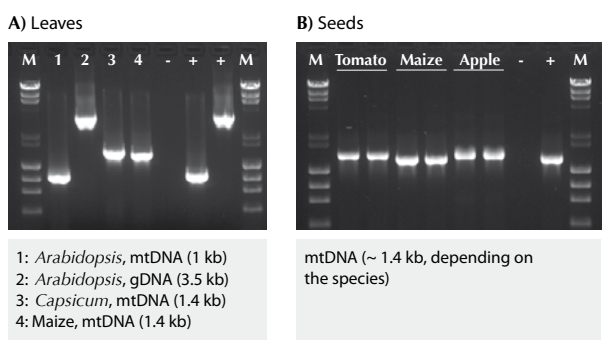 A) Leaves
M 1 2 3 4 - + + M
1: Arabidopsis, mtDNA (1 kb)
2: Arabidopsis, gDNA (3.5 kb)
3: Capsicum, mtDNA (1.4 kb)
4: Maize, mtDNA (1.4 kb)
B) Seeds
M Tomato Maize Apple - + M
mtDNA (~ 1.4 kb, depending on
the species)